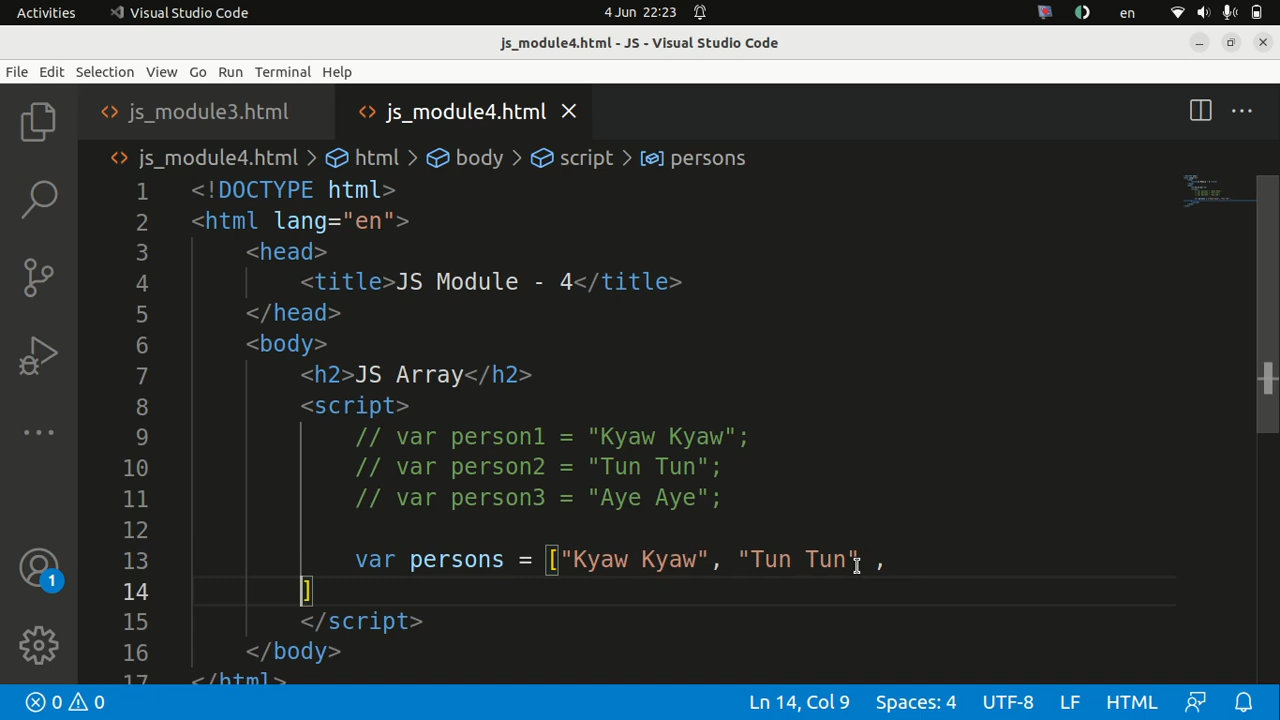 Activities Visual Studio Code 4 Jun 22:23 en
js_module4.html - JS - Visual Studio Code
File Edit Selection View Go Run Terminal Help
js_module3.html js_module4.html
js_module4.html > html > body > script > persons
1 <!DOCTYPE html>
2 <html lang="en">
3 <head>
4 <title>JS Module - 4</title>
5 </head>
6 <body>
7 <h2>JS Array</h2>
8 <script>
9 // var person1 = "Kyaw Kyaw";
10 // var person2 = "Tun Tun";
11 // var person3 = "Aye Aye";
12
13 var persons = ["Kyaw Kyaw", "Tun Tun" ,
14 ]
15 </script>
16 </body>
17 </html>
1
0 0 Ln 14, Col 9 Spaces: 4 UTF-8 LF HTML